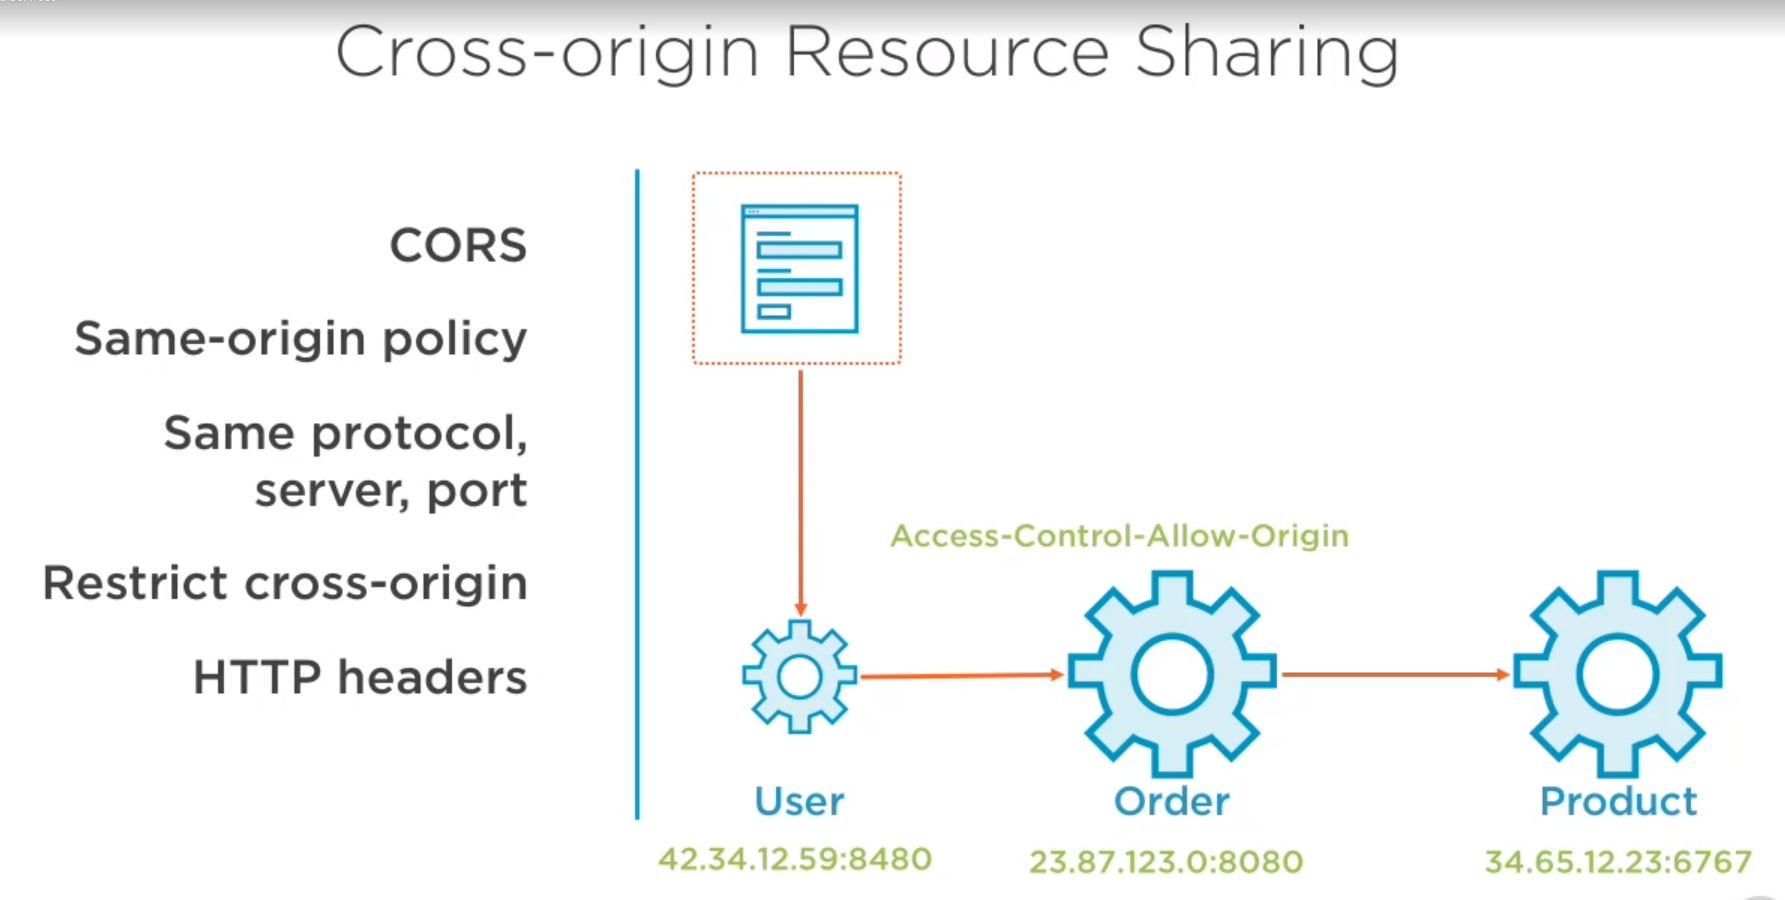 Cross-origin Resource Sharing
CORS
Same-origin policy
Same protocol,
server, port
Restrict cross-origin
HTTP headers
Access-Control-Allow-Origin
User
Order
Product
42.34.12.59:8480
23.87.123.0:8080
34.65.12.23:6767